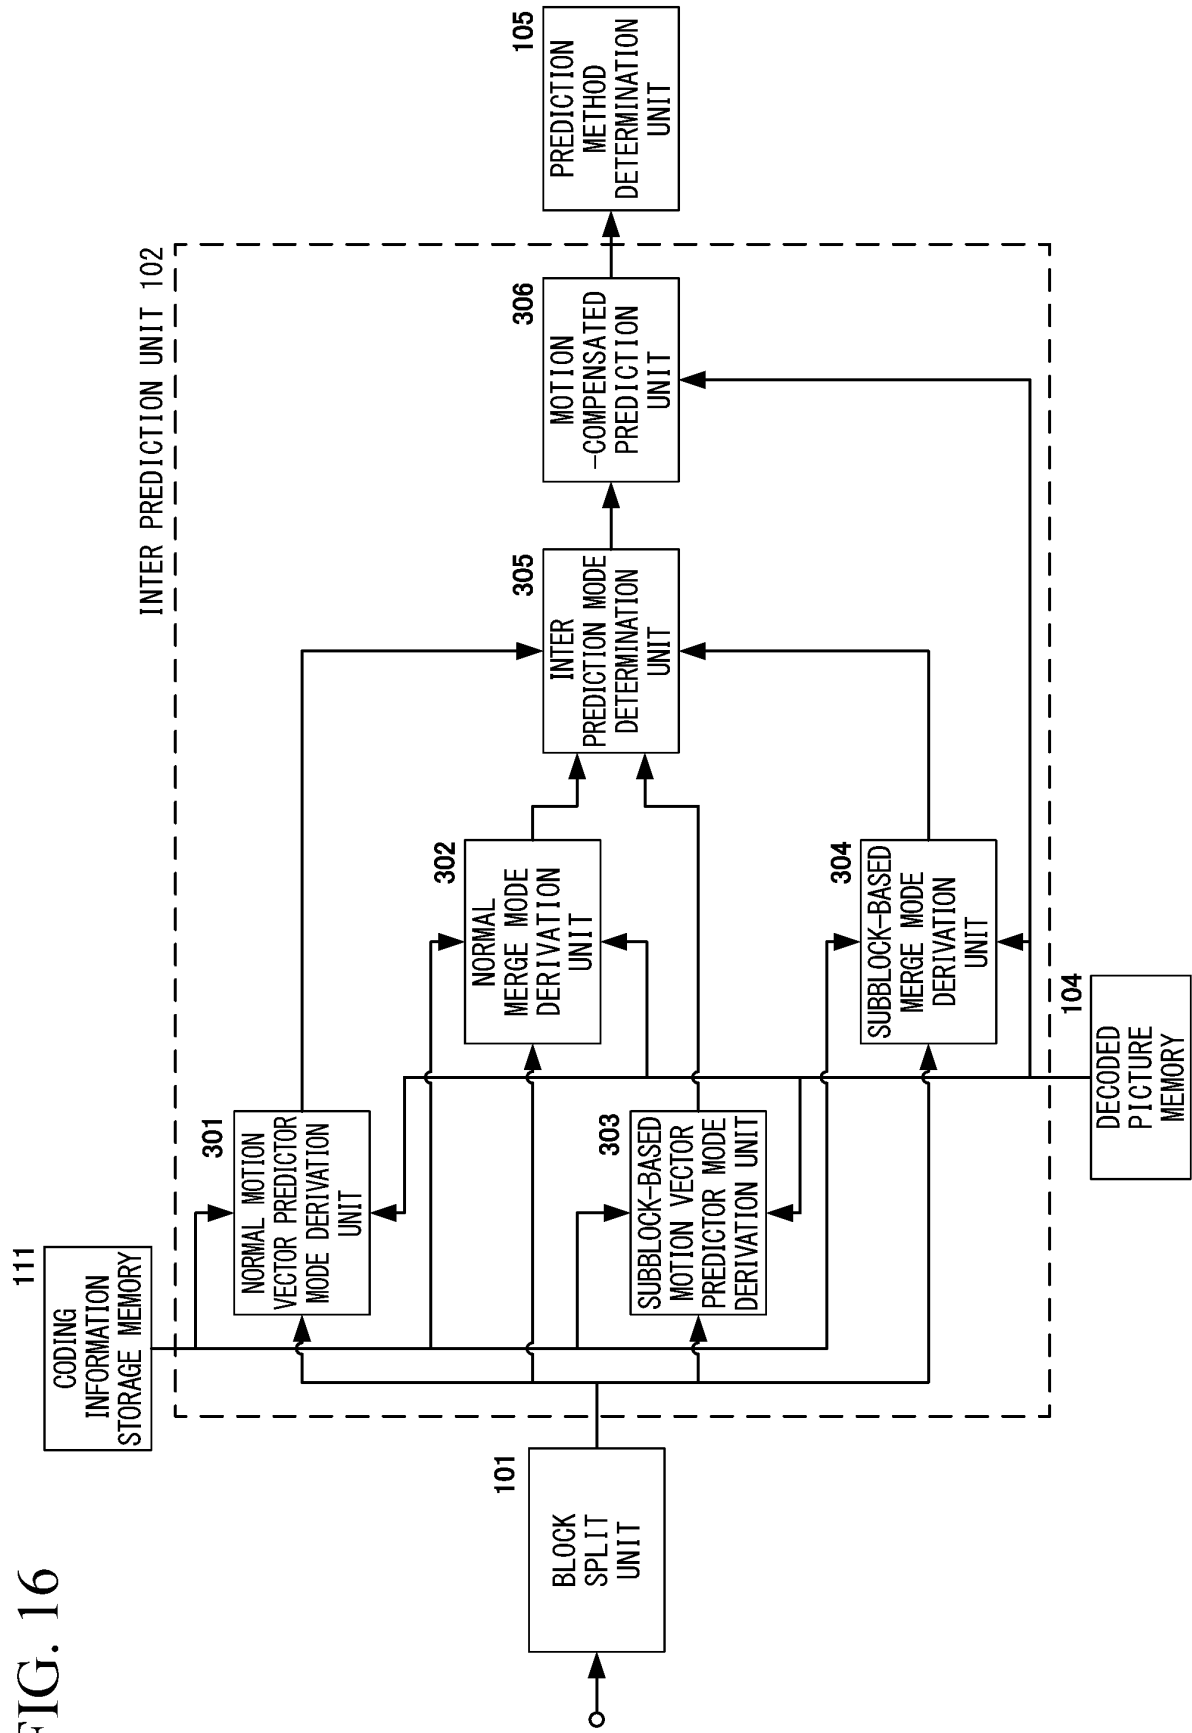 FIG. 16
INTER PREDICTION UNIT 102
111
CODING
INFORMATION
STORAGE MEMORY
101
BLOCK
SPLIT
UNIT
301
NORMAL MOTION
VECTOR PREDICTOR
MODE DERIVATION
UNIT
302
NORMAL
MERGE MODE
DERIVATION
UNIT
303
SUBBLOCK-BASED
MOTION VECTOR
PREDICTOR MODE
DERIVATION UNIT
304
SUBBLOCK-BASED
MERGE MODE
DERIVATION
UNIT
305
INTER
PREDICTION MODE
DETERMINATION
UNIT
306
MOTION
-COMPENSATED
PREDICTION
UNIT
105
PREDICTION
METHOD
DETERMINATION
UNIT
104
DECODED
PICTURE
MEMORY